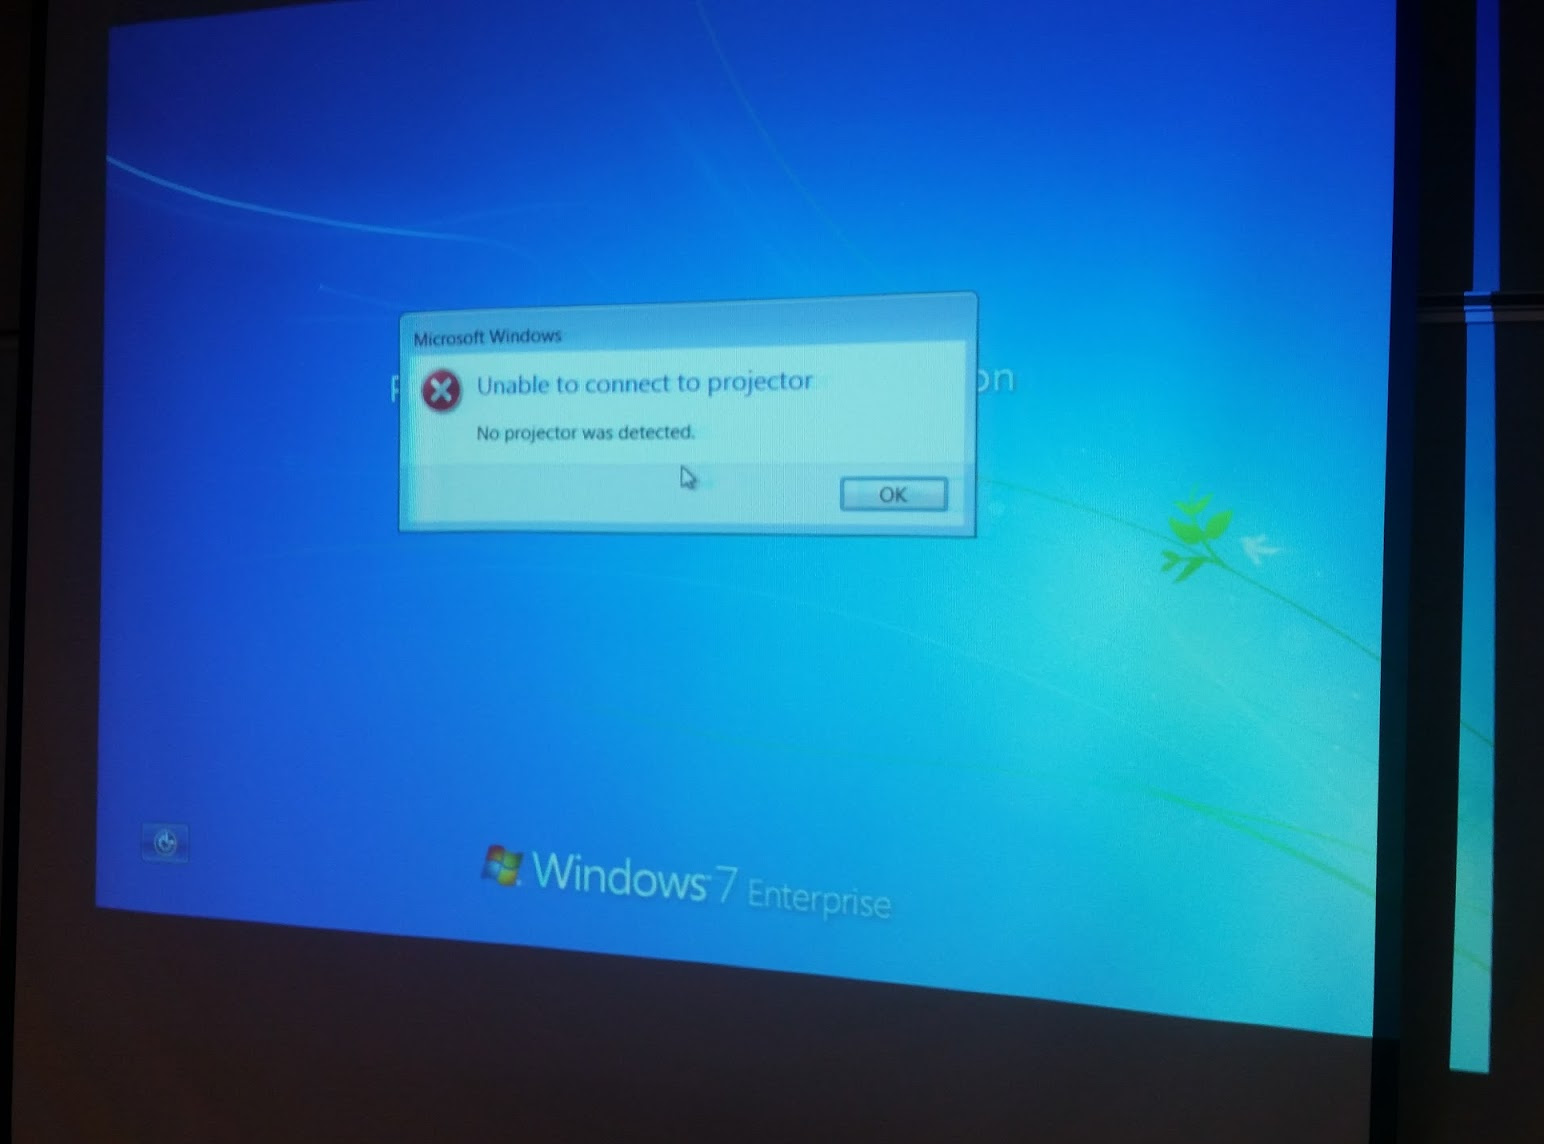 Microsoft Windows
Unable to connect to projector
No projector was detected.
OK
Windows 7 Enterprise